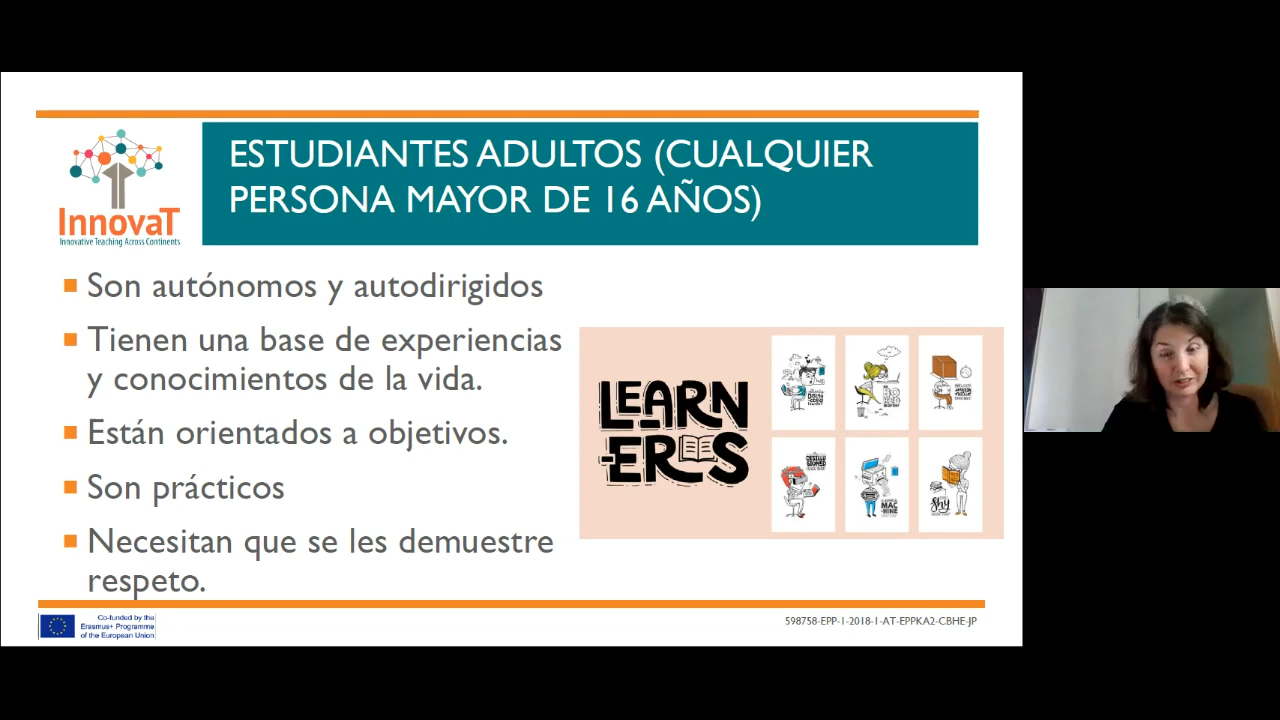 ESTUDIANTES ADULTOS (CUALQUIER
PERSONA MAYOR DE 16 AÑOS)
InnovaT
Innovative Teaching Across Continents
Son autónomos y autodirigidos
Tienen una base de experiencias
y conocimientos de la vida.
Están orientados a objetivos.
Son prácticos
Necesitan que se les demuestre
respeto.
LEARN
-ERS
Shy
Co-funded by the
Erasmus+ Programme
of the European Union
598758-EPP-1-2018-1-AT-EPPKA2-CBHE-JP